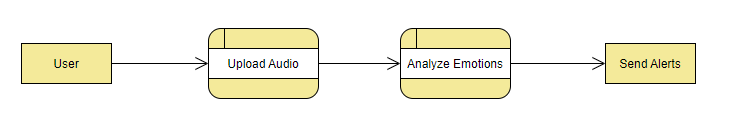 User
Upload Audio
Analyze Emotions
Send Alerts